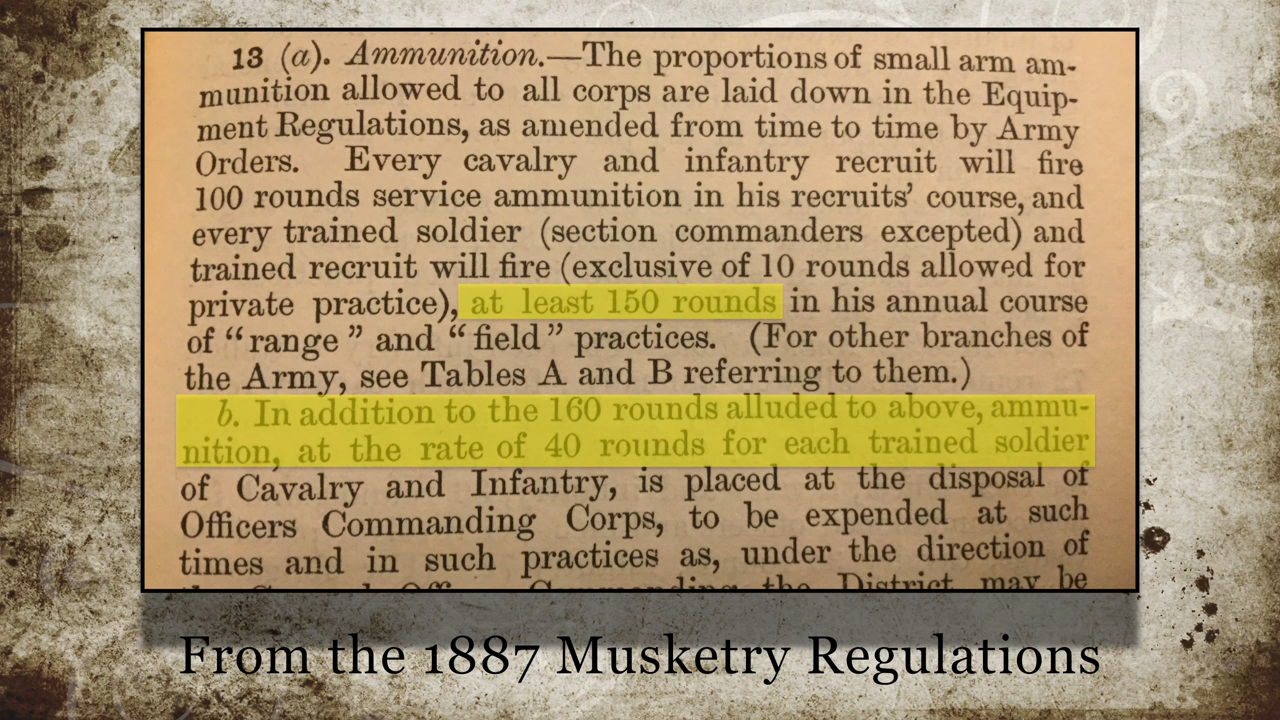 13 (a). Ammunition.—The proportions of small arm am-
munition allowed to all corps are laid down in the Equip-
ment Regulations, as amended from time to time by Army
Orders. Every cavalry and infantry recruit will fire
100 rounds service ammunition in his recruits' course, and
every trained soldier (section commanders excepted) and
trained recruit will fire (exclusive of 10 rounds allowed for
private practice), at least 150 rounds in his annual course
of “range” and “field” practices. (For other branches of
the Army, see Tables A and B referring to them.)
b. In addition to the 160 rounds alluded to above, ammu-
nition, at the rate of 40 rounds for each trained soldier
of Cavalry and Infantry, is placed at the disposal of
Officers Commanding Corps, to be expended at such
times and in such practices as, under the direction of
Commanding the District may be
From the 1887 Musketry Regulations